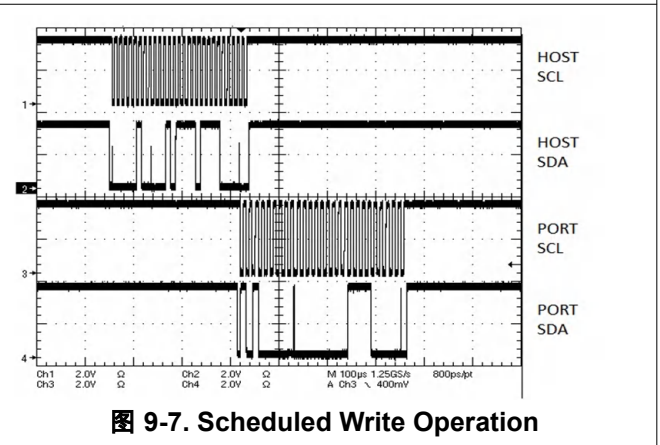 HOST
SCL
1
HOST
SDA
2
PORT
SCL
3
PORT
SDA
4
Ch1 2.0V Ω Ch2 2.0V Ω M 100µs 1.25GS/s 800ps/pt
Ch3 2.0V Ω Ch4 2.0V Ω A Ch3 ∖ 400mV
图 9-7. Scheduled Write Operation